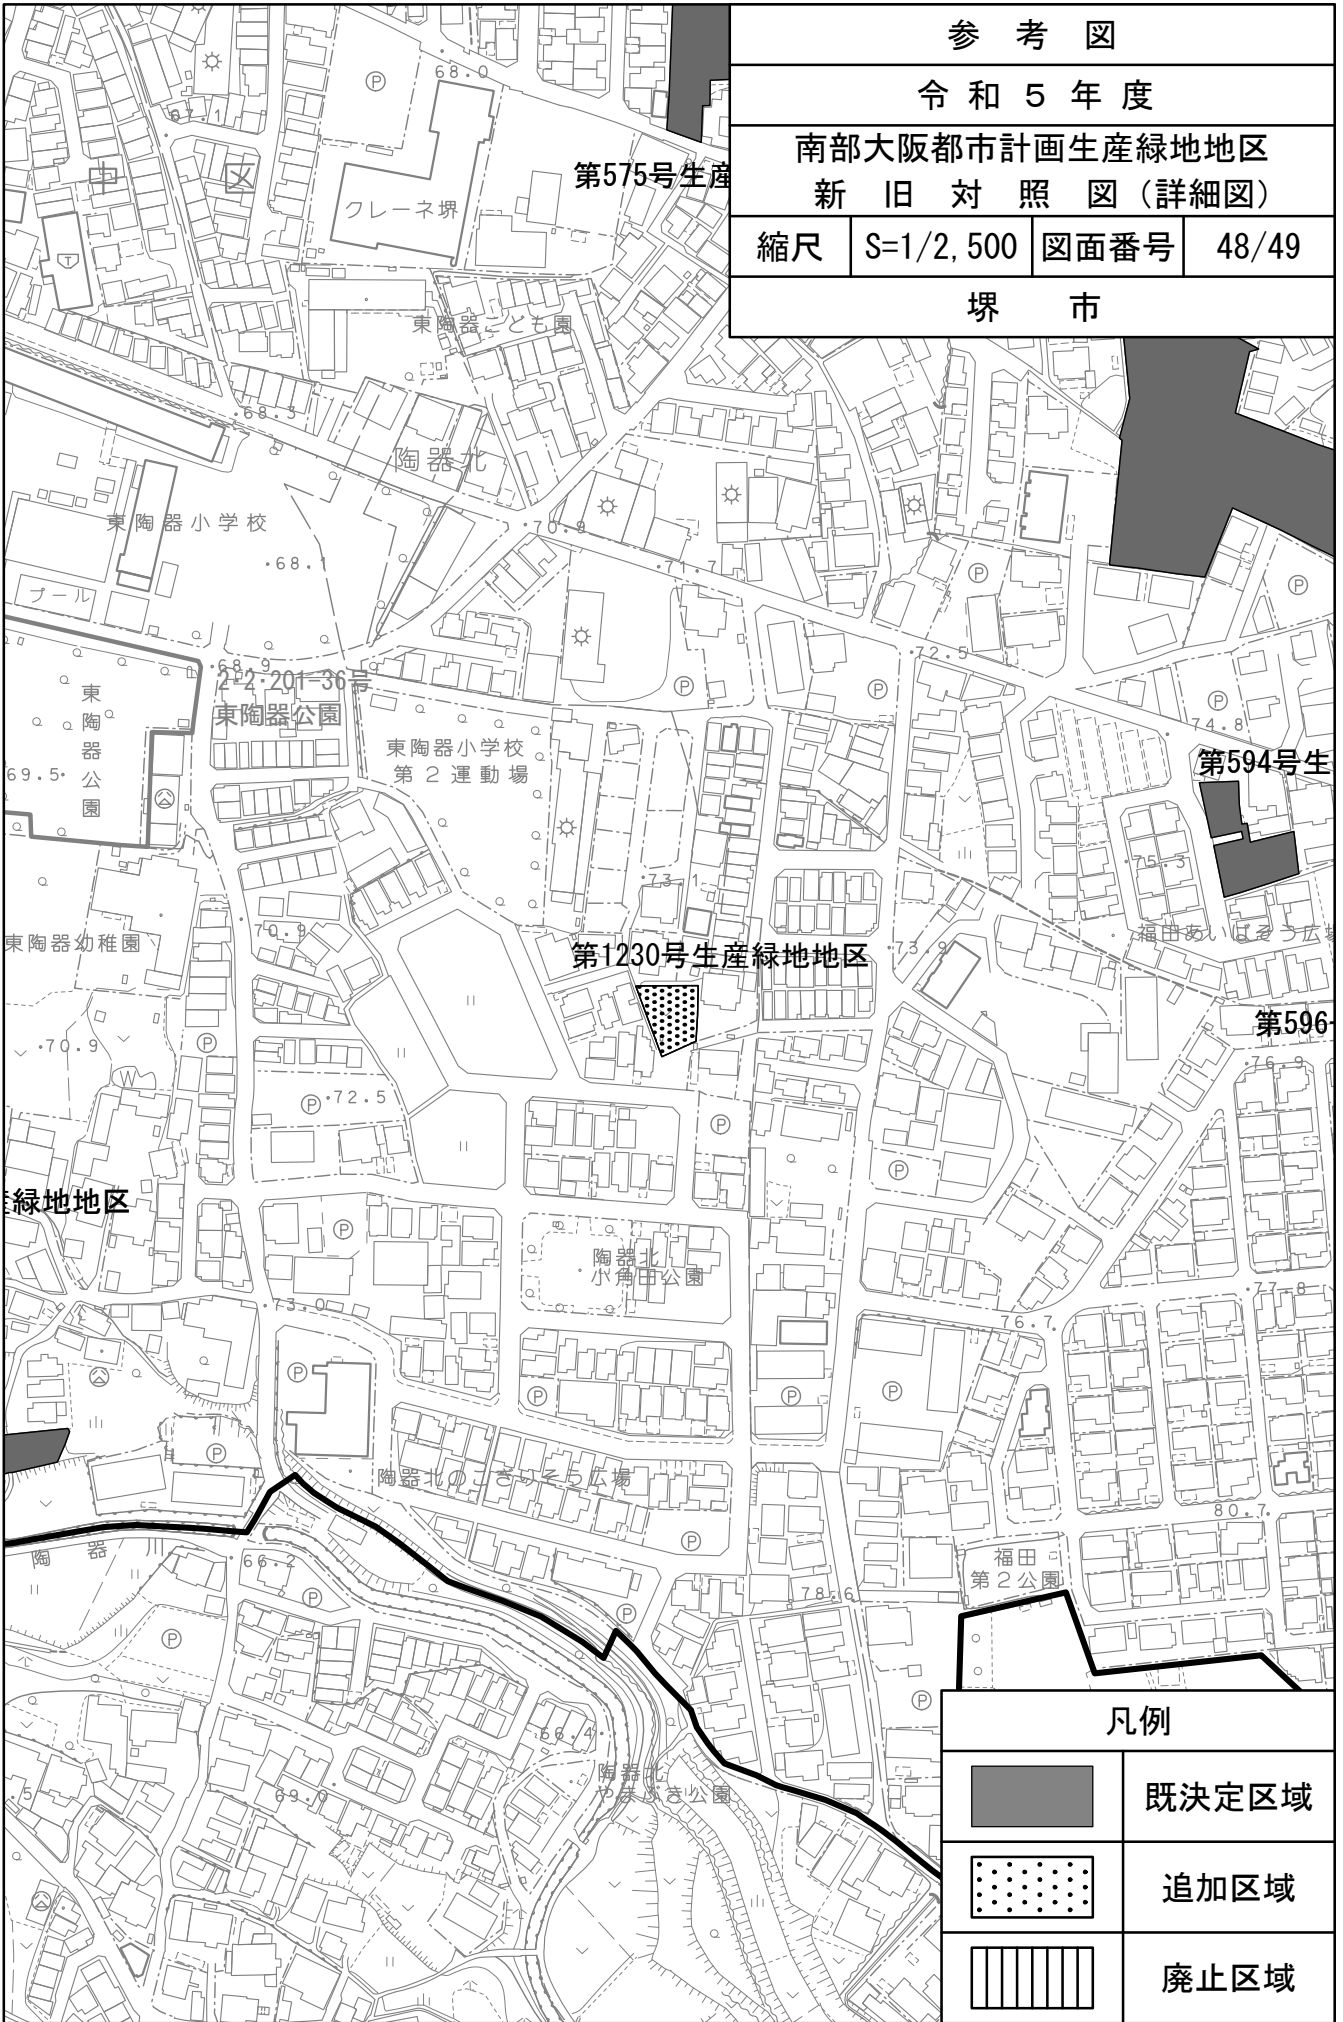 参考図
令和５年度
南部大阪都市計画生産緑地地区
新旧対照図（詳細図）
縮尺 S=1/2,500 図面番号 48/49
堺市
68.0
67.1
中区
第575号生産
クレーネ堺
東陶器こども園
68.3
陶器北
東陶器小学校
70.9
68.1
71.7
プール
68.9
72.5
2・2・201-36号
東陶器公園
東陶器公園
74.8
東陶器小学校
第２運動場
第594号生
69.5
75.3
73.1
70.9
東陶器幼稚園
73.9
福田あいばぞう広場
第1230号生産緑地地区
第596
70.9
76.9
W
72.5
緑地地区
陶器北
小角田公園
77.8
73.0
76.7
陶器北のこぎりそう広場
80.7
陶器川
66.2
福田
第２公園
78.6
66.4
陶器北
やまぶき公園
69.0
.5
凡例
既決定区域
追加区域
廃止区域